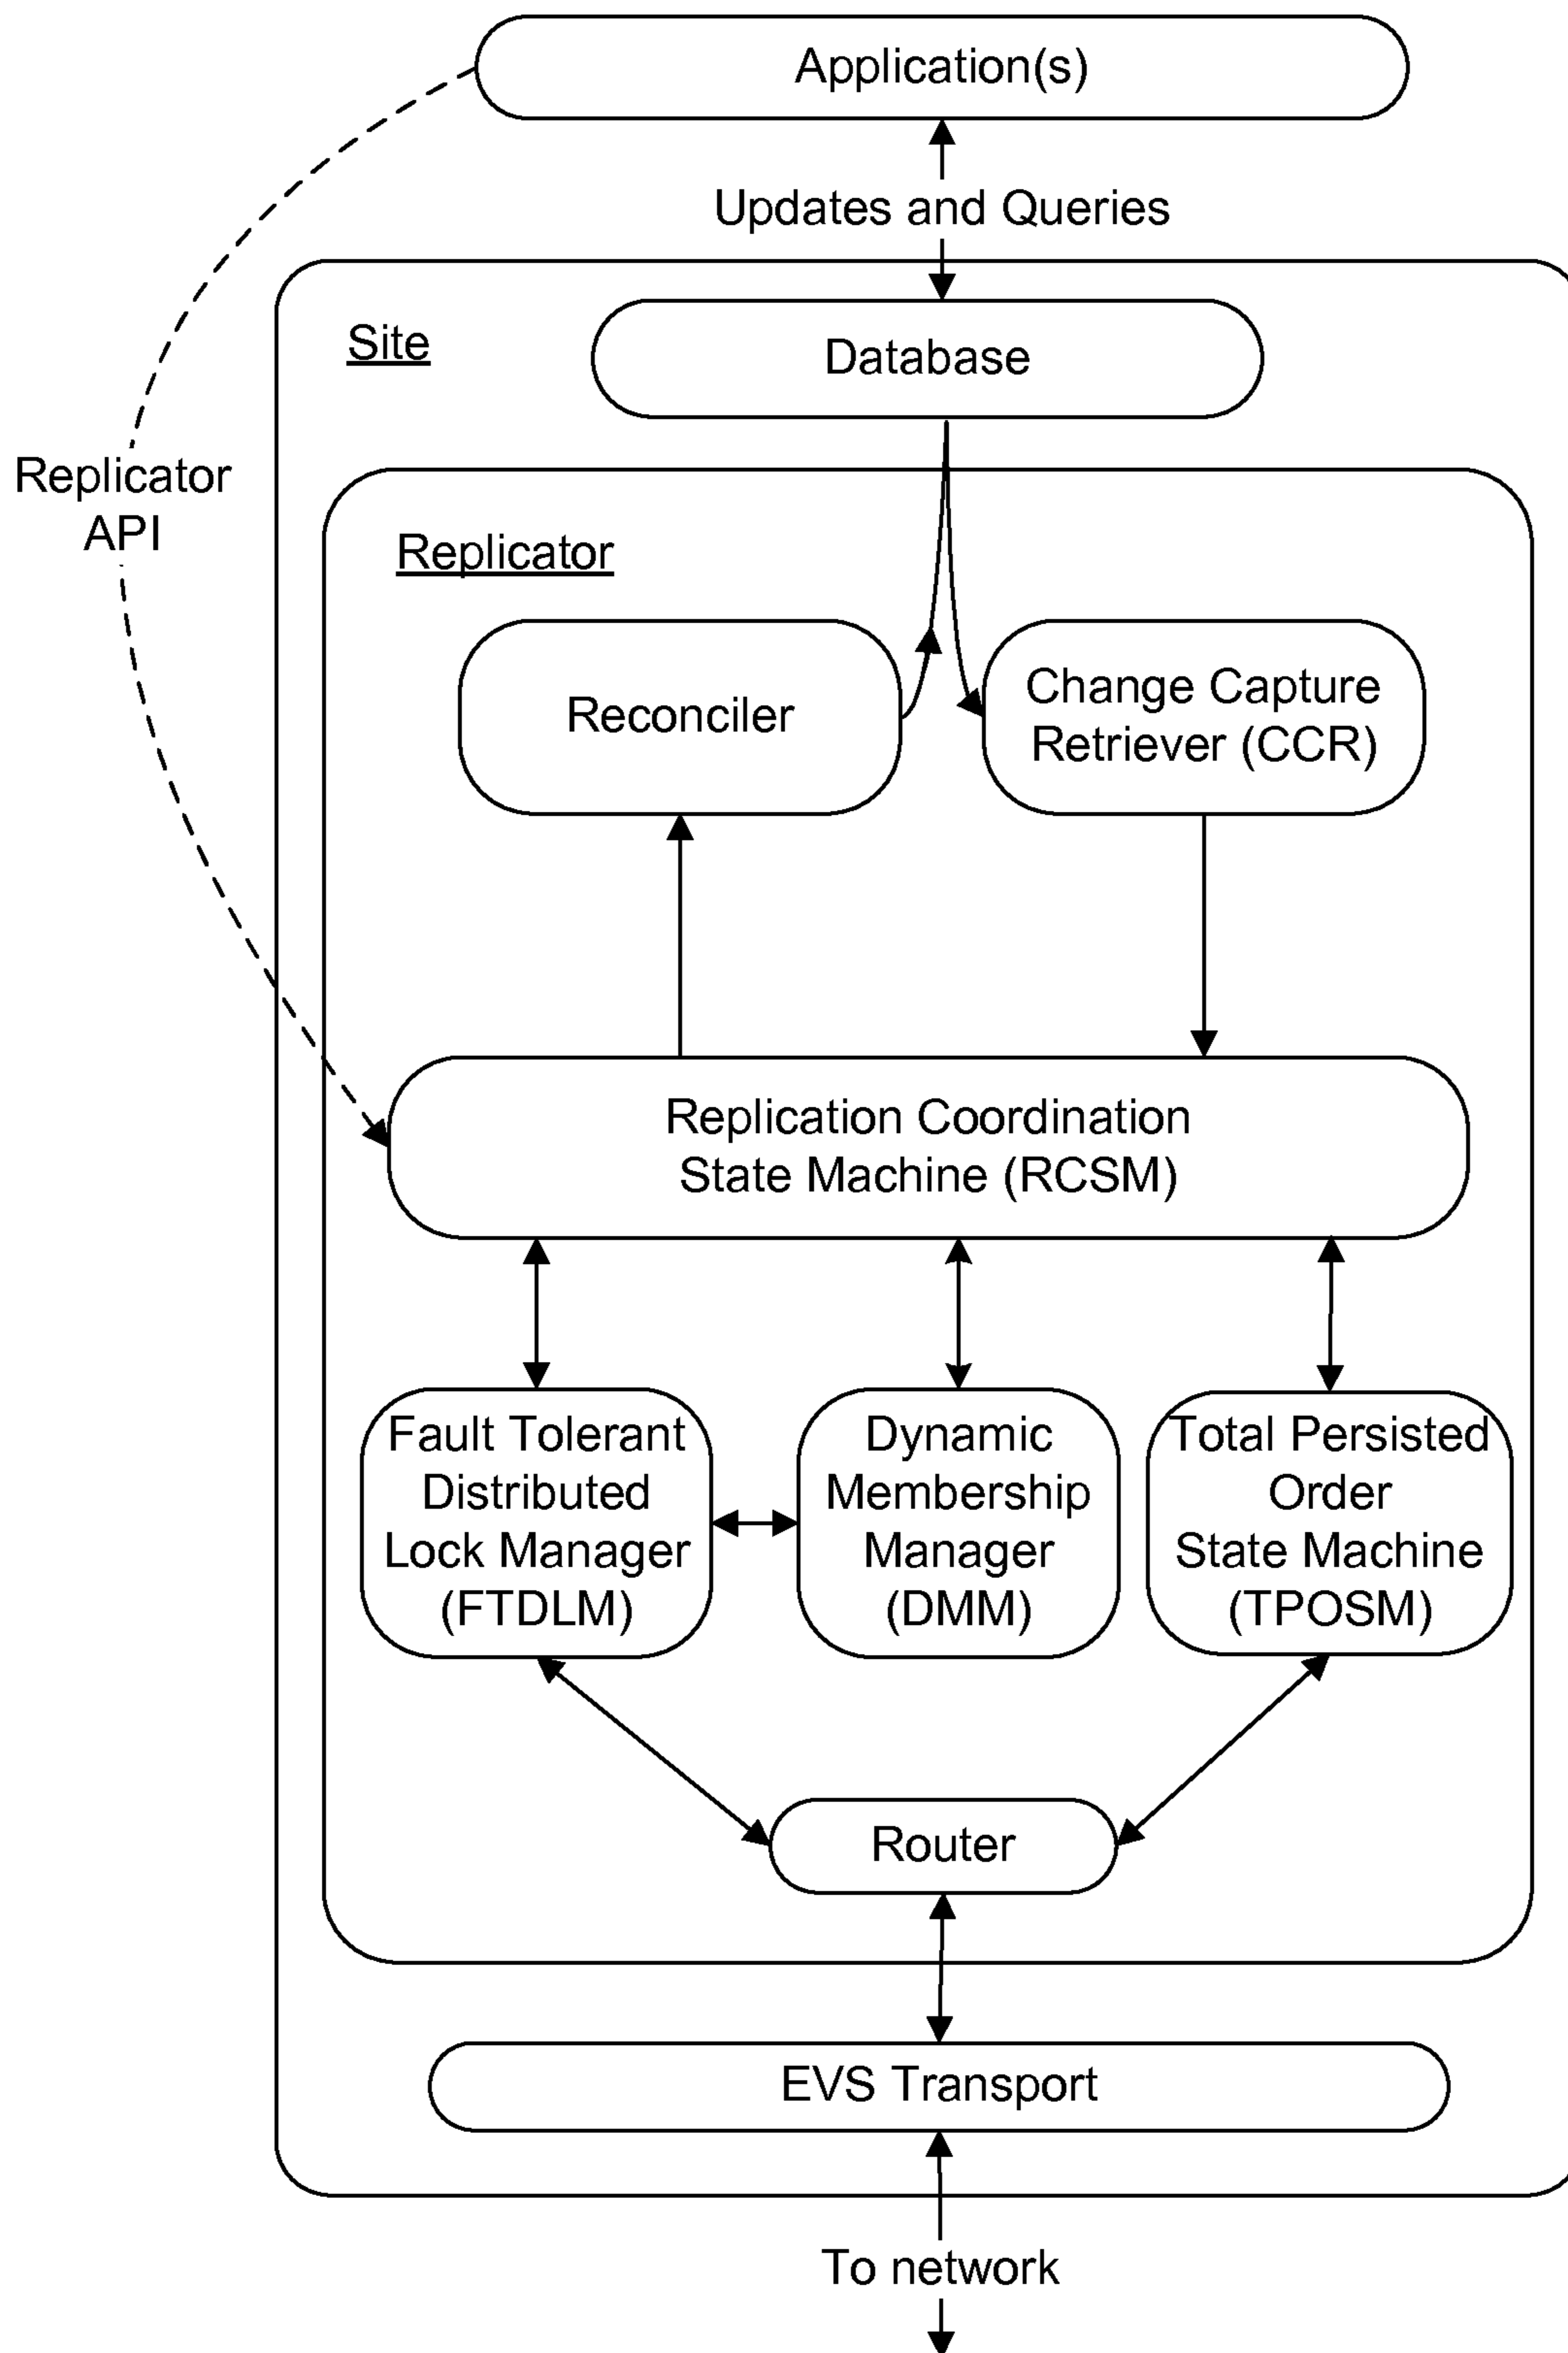 Application(s)
Updates and Queries
Site
Database
Replicator
API
Replicator
Reconciler
Change Capture
Retriever (CCR)
Replication Coordination
State Machine (RCSM)
Fault Tolerant
Distributed
Lock Manager
(FTDLM)
Dynamic
Membership
Manager
(DMM)
Total Persisted
Order
State Machine
(TPOSM)
Router
EVS Transport
To network